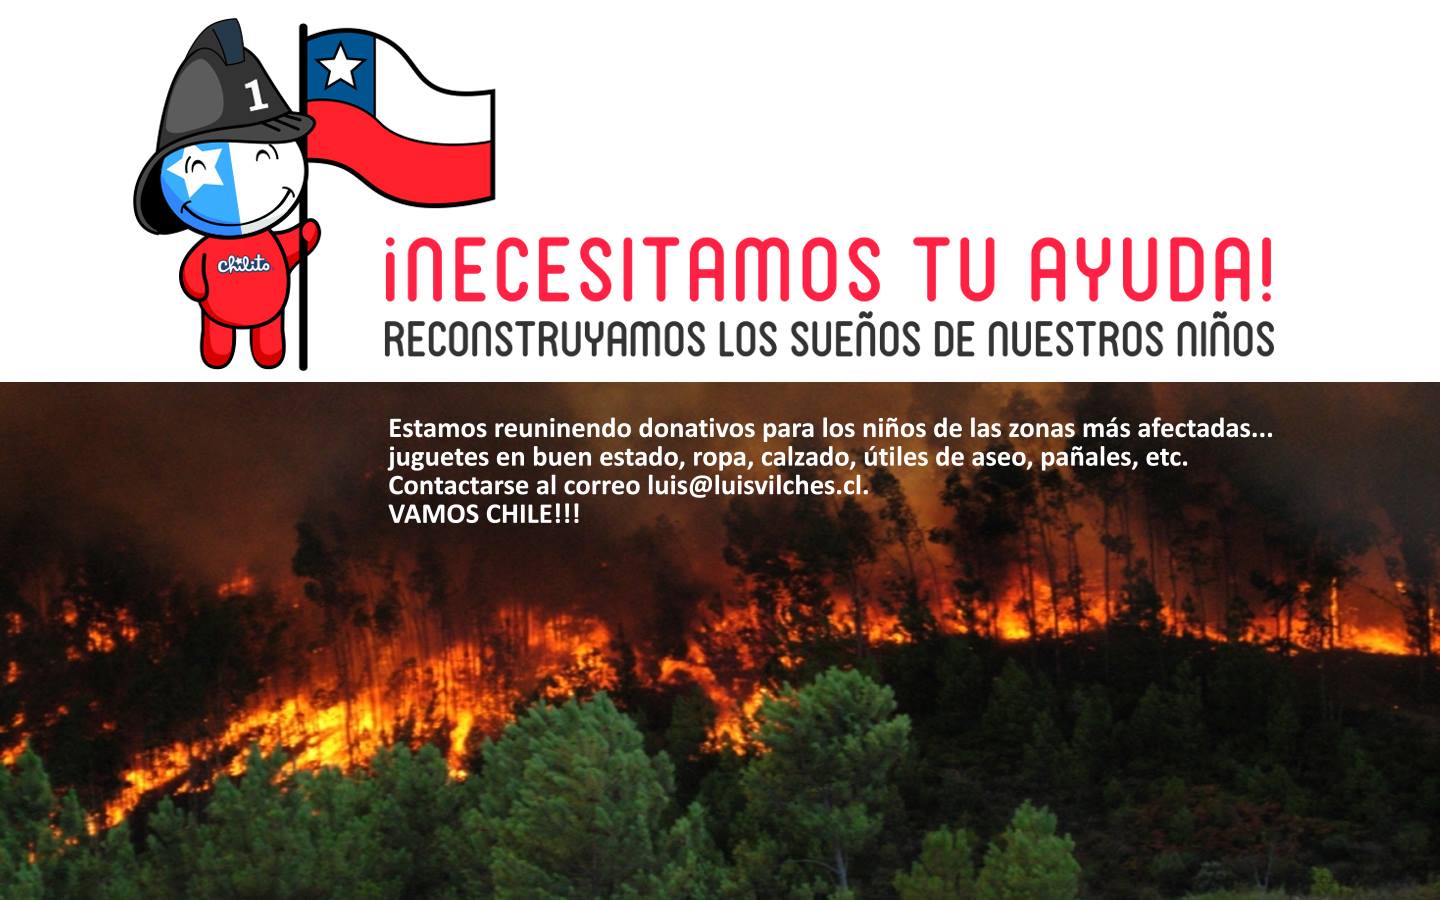 1
chilito
¡NECESITAMOS TU AYUDA!
RECONSTRUYAMOS LOS SUEÑOS DE NUESTROS NIÑOS
Estamos reuninendo donativos para los niños de las zonas más afectadas...
juguetes en buen estado, ropa, calzado, útiles de aseo, pañales, etc.
Contactarse al correo luis@luisvilches.cl.
VAMOS CHILE!!!